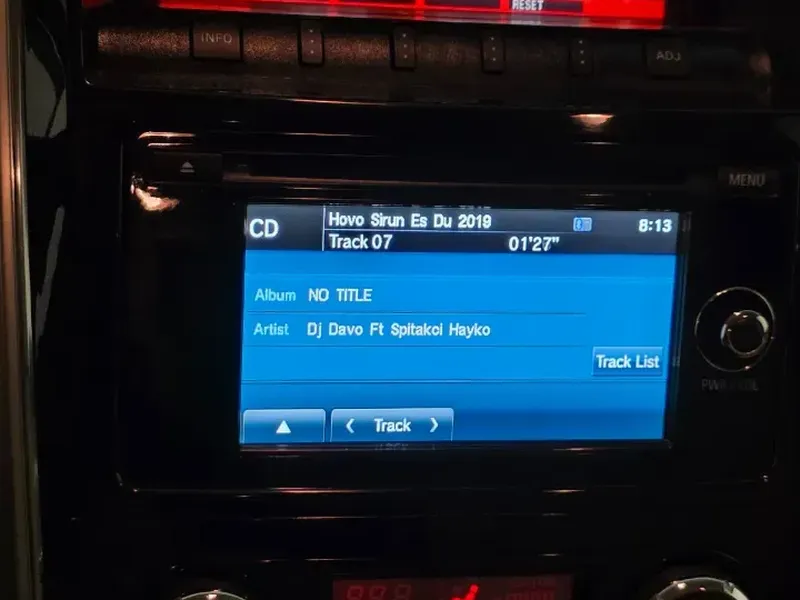 RESET
INFO
ADJ
MENU
CD
Hovo Sirun Es Du 2019
8:13
Track 07
01'27"
Album NO TITLE
Artist Dj Davo Ft Spitakci Hayko
Track List
Track